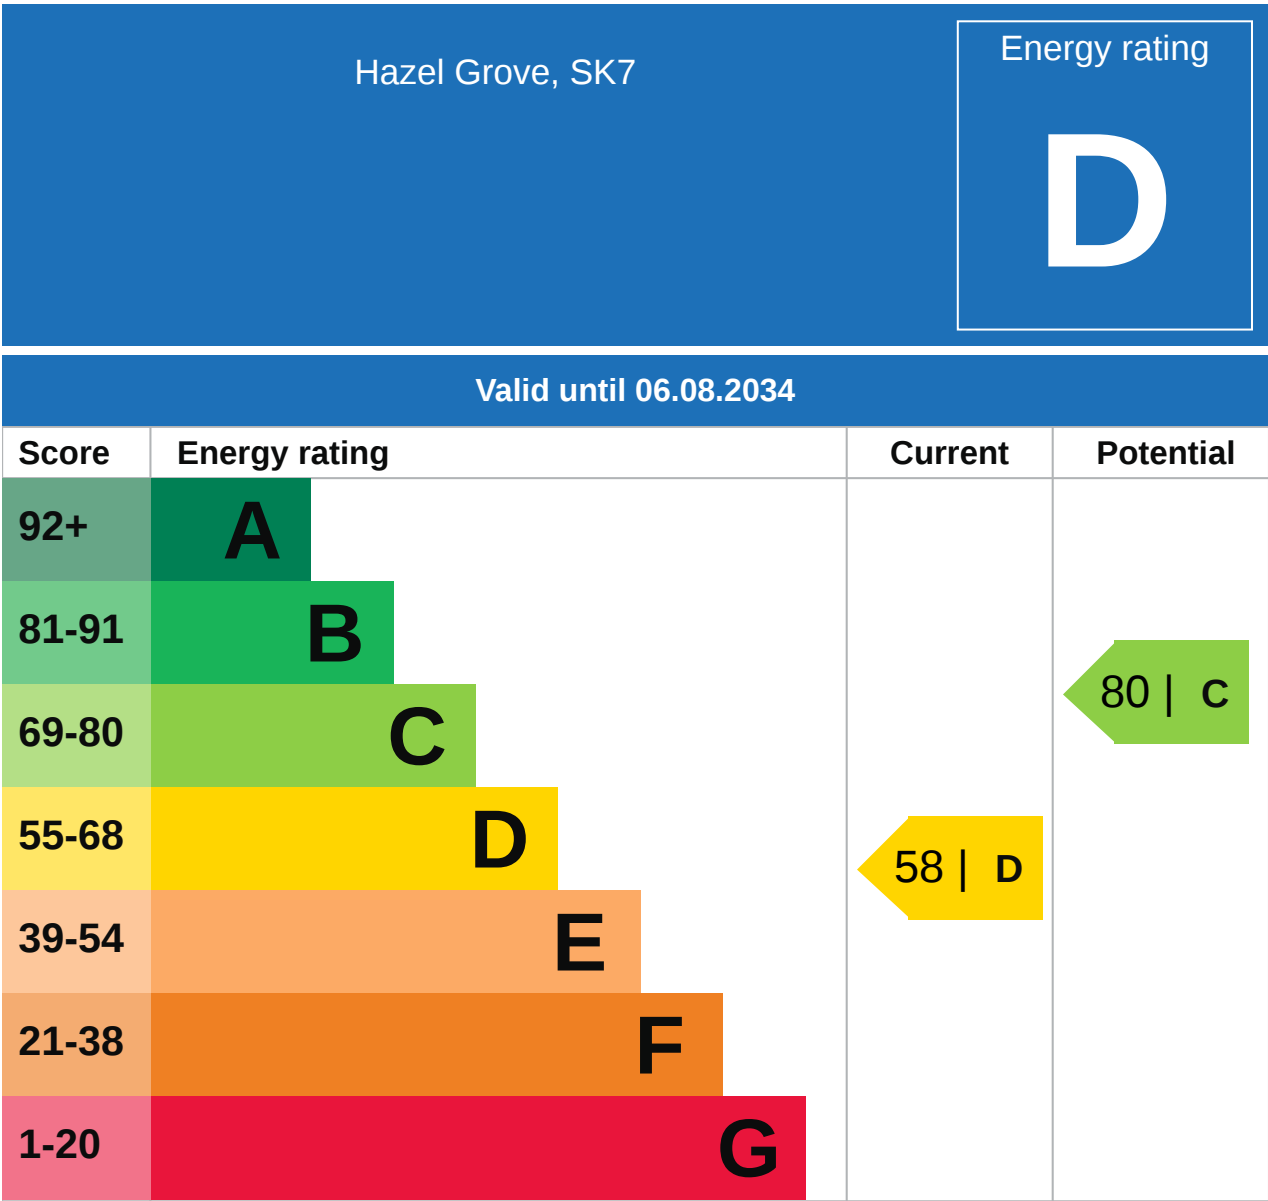 Hazel Grove, SK7
Energy rating
D
Valid until 06.08.2034
Score Energy rating Current Potential
92+ A
81-91 B
69-80 C
80 | C
55-68 D
58 | D
39-54 E
21-38 F
1-20 G